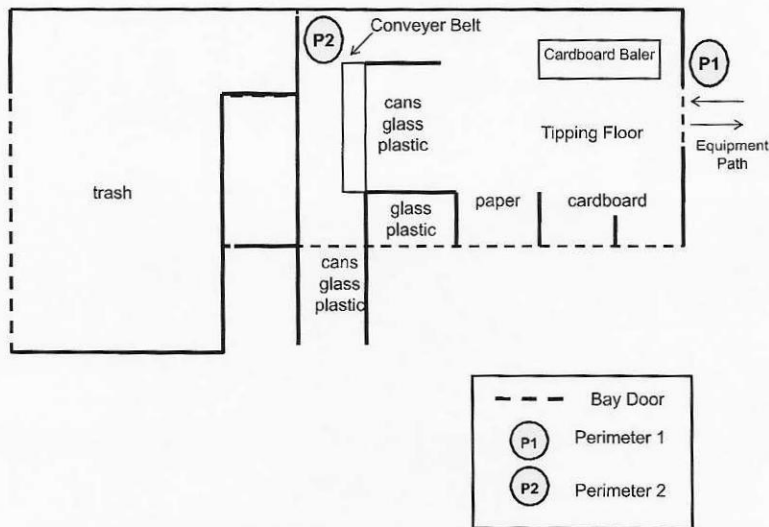 P2
Conveyer Belt
Cardboard Baler
P1
cans
glass
plastic
Tipping Floor
Equipment
Path
trash
glass
plastic
paper
cardboard
cans
glass
plastic
Bay Door
P1 Perimeter 1
P2 Perimeter 2